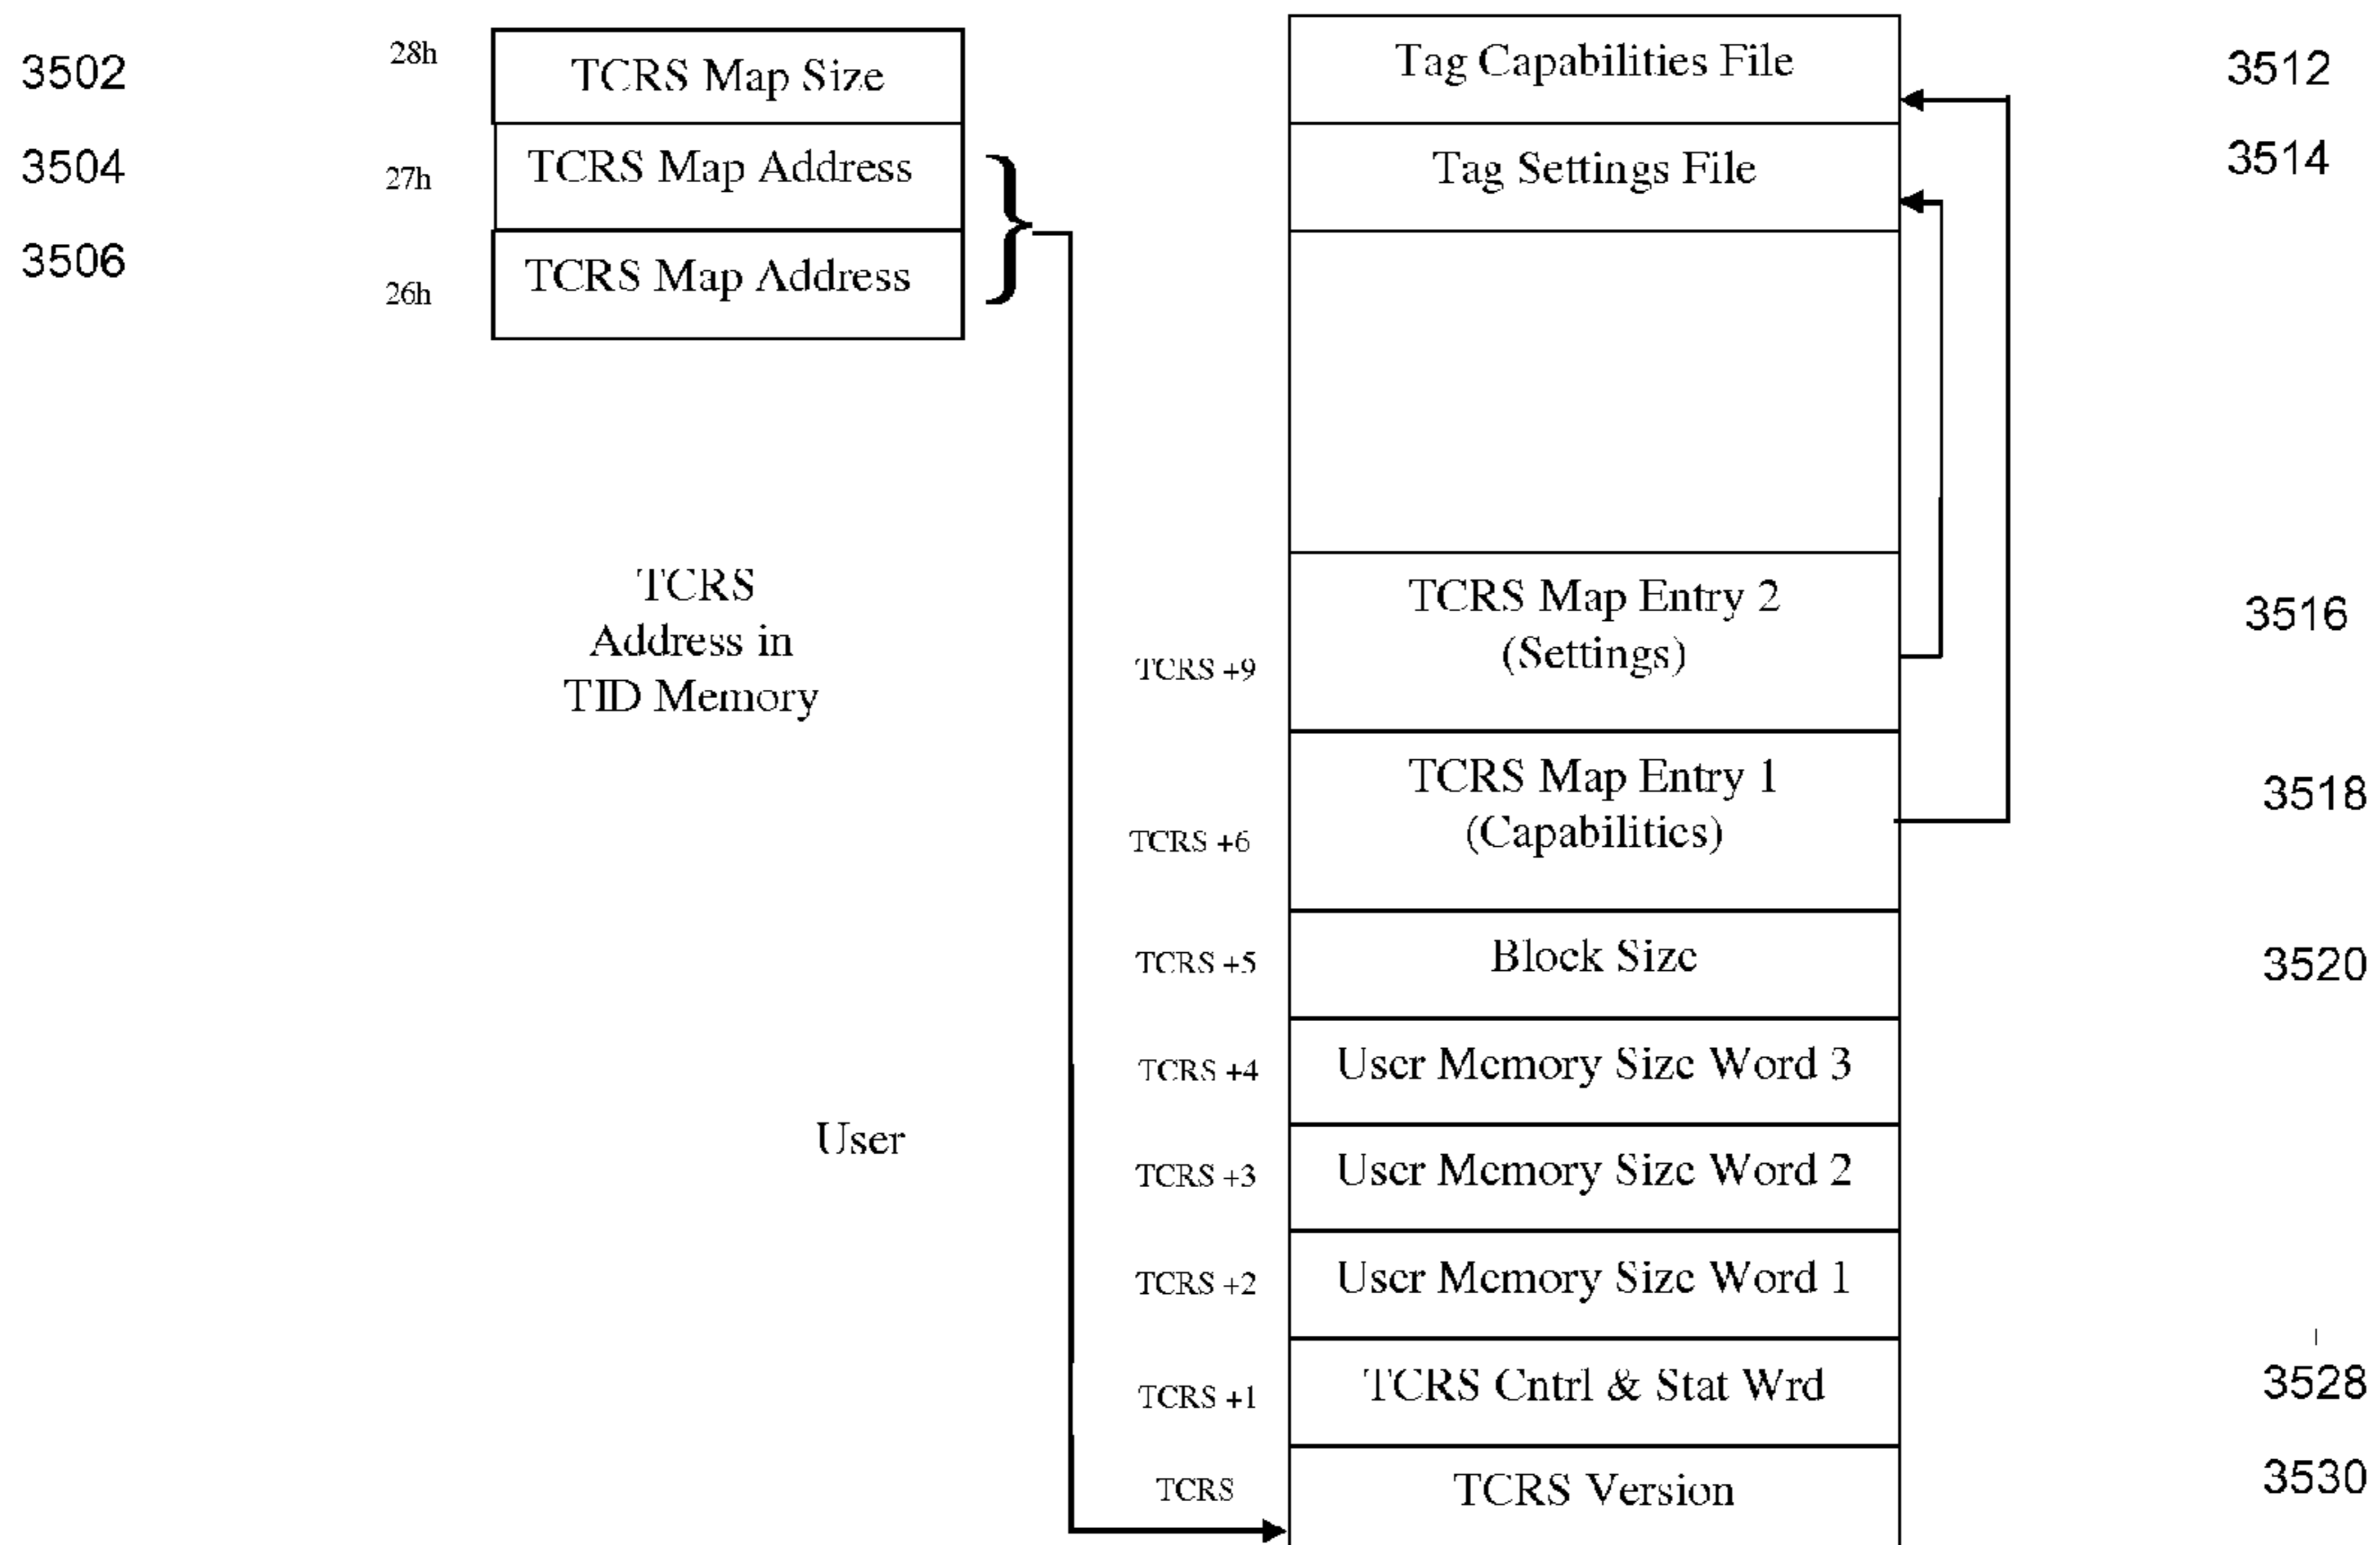 3502
28h
TCRS Map Size
3504
27h
TCRS Map Address
3506
26h
TCRS Map Address
TCRS
Address in
TID Memory
User
Tag Capabilities File
3512
Tag Settings File
3514
TCRS Map Entry 2
(Settings)
TCRS +9
3516
TCRS Map Entry 1
(Capabilities)
TCRS +6
3518
TCRS +5
Block Size
3520
TCRS +4
User Memory Size Word 3
TCRS +3
User Memory Size Word 2
TCRS +2
User Memory Size Word 1
TCRS +1
TCRS Cntrl & Stat Wrd
3528
TCRS
TCRS Version
3530